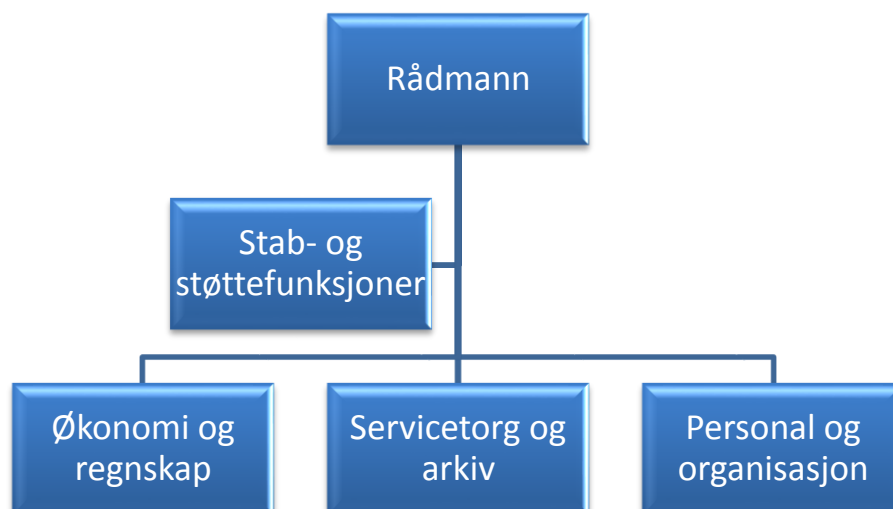 Rådmann
Stab- og
støttefunksjoner
Økonomi og
regnskap
Servicetorg og
arkiv
Personal og
organisasjon